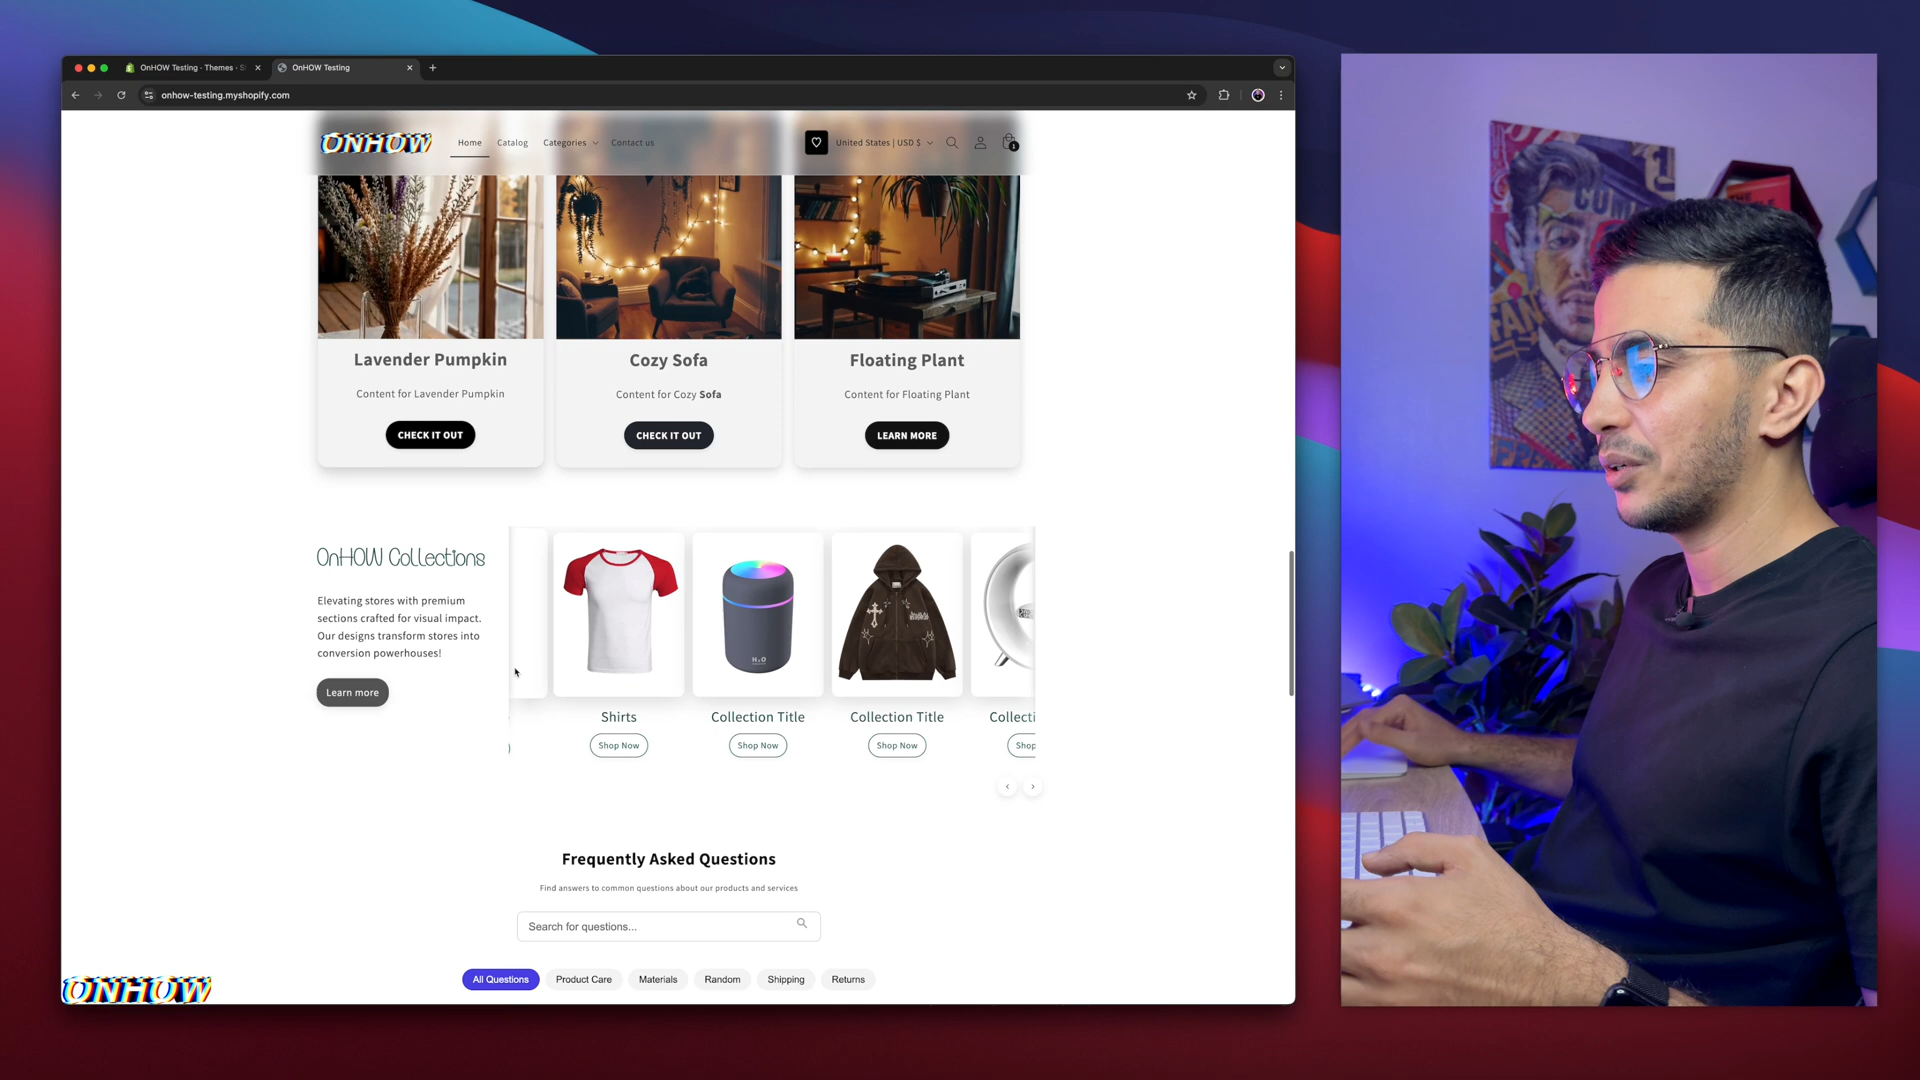 OnHOW Testing · Themes · S
OnHOW Testing
onhow-testing.myshopify.com
ONHOW
Home
Catalog
Categories
Contact us
United States | USD $
1
Lavender Pumpkin
Cozy Sofa
Floating Plant
Content for Lavender Pumpkin
Content for Cozy Sofa
Content for Floating Plant
CHECK IT OUT
CHECK IT OUT
LEARN MORE
OnHOW Collections
Elevating stores with premium
sections crafted for visual impact.
Our designs transform stores into
conversion powerhouses!
Learn more
H2O
Shirts
Collection Title
Collection Title
Collecti
Shop Now
Shop Now
Shop Now
Shop
Frequently Asked Questions
Find answers to common questions about our products and services
Search for questions...
All Questions
Product Care
Materials
Random
Shipping
Returns
ONHOW